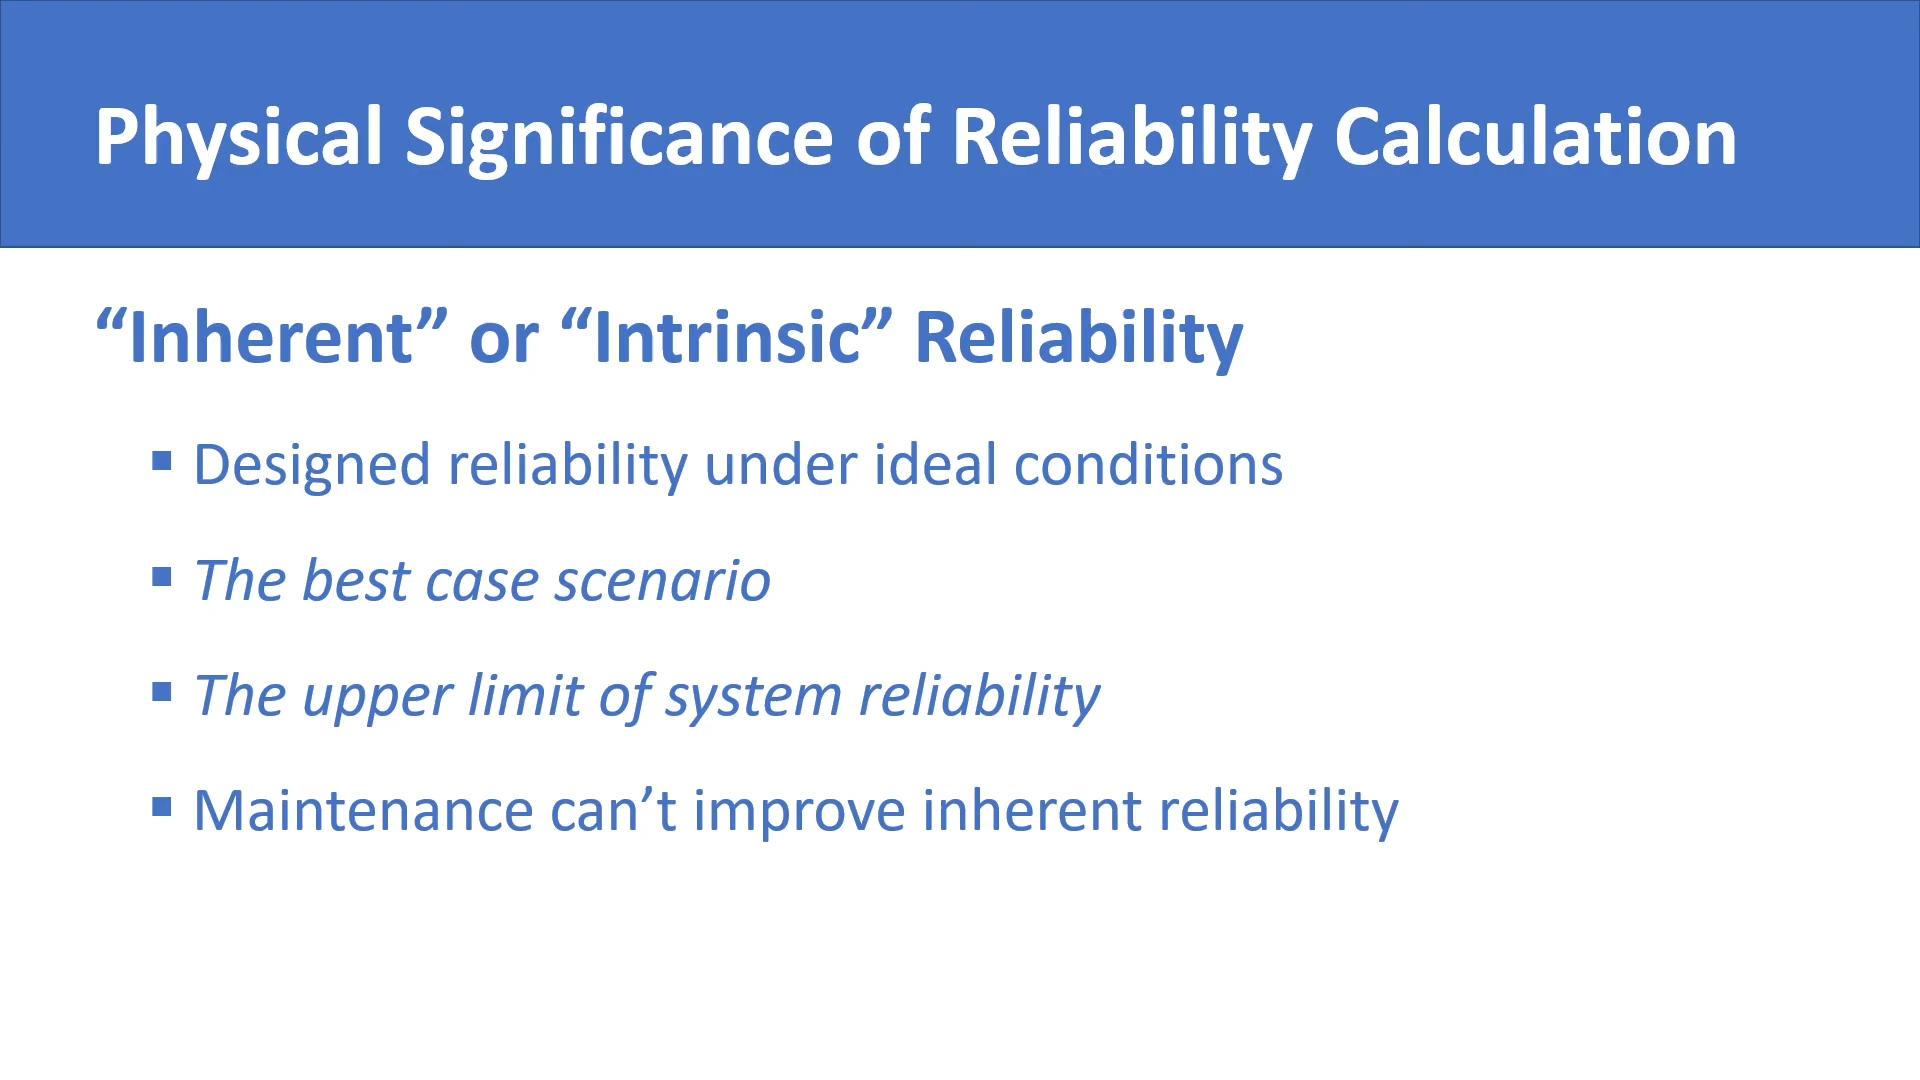 Physical Significance of Reliability Calculation
“Inherent” or “Intrinsic” Reliability
▪ Designed reliability under ideal conditions
▪ The best case scenario
▪ The upper limit of system reliability
▪ Maintenance can’t improve inherent reliability